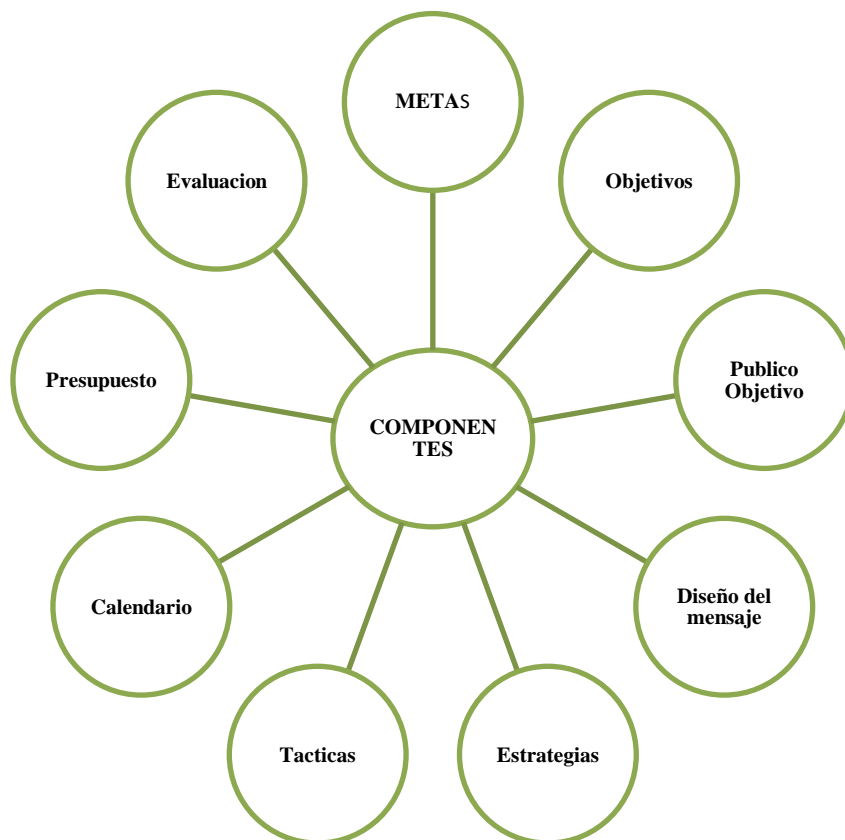 METAS
Objetivos
Publico
Objetivo
Diseño del
mensaje
Estrategias
Tacticas
Calendario
Presupuesto
Evaluacion
COMPONEN
TES